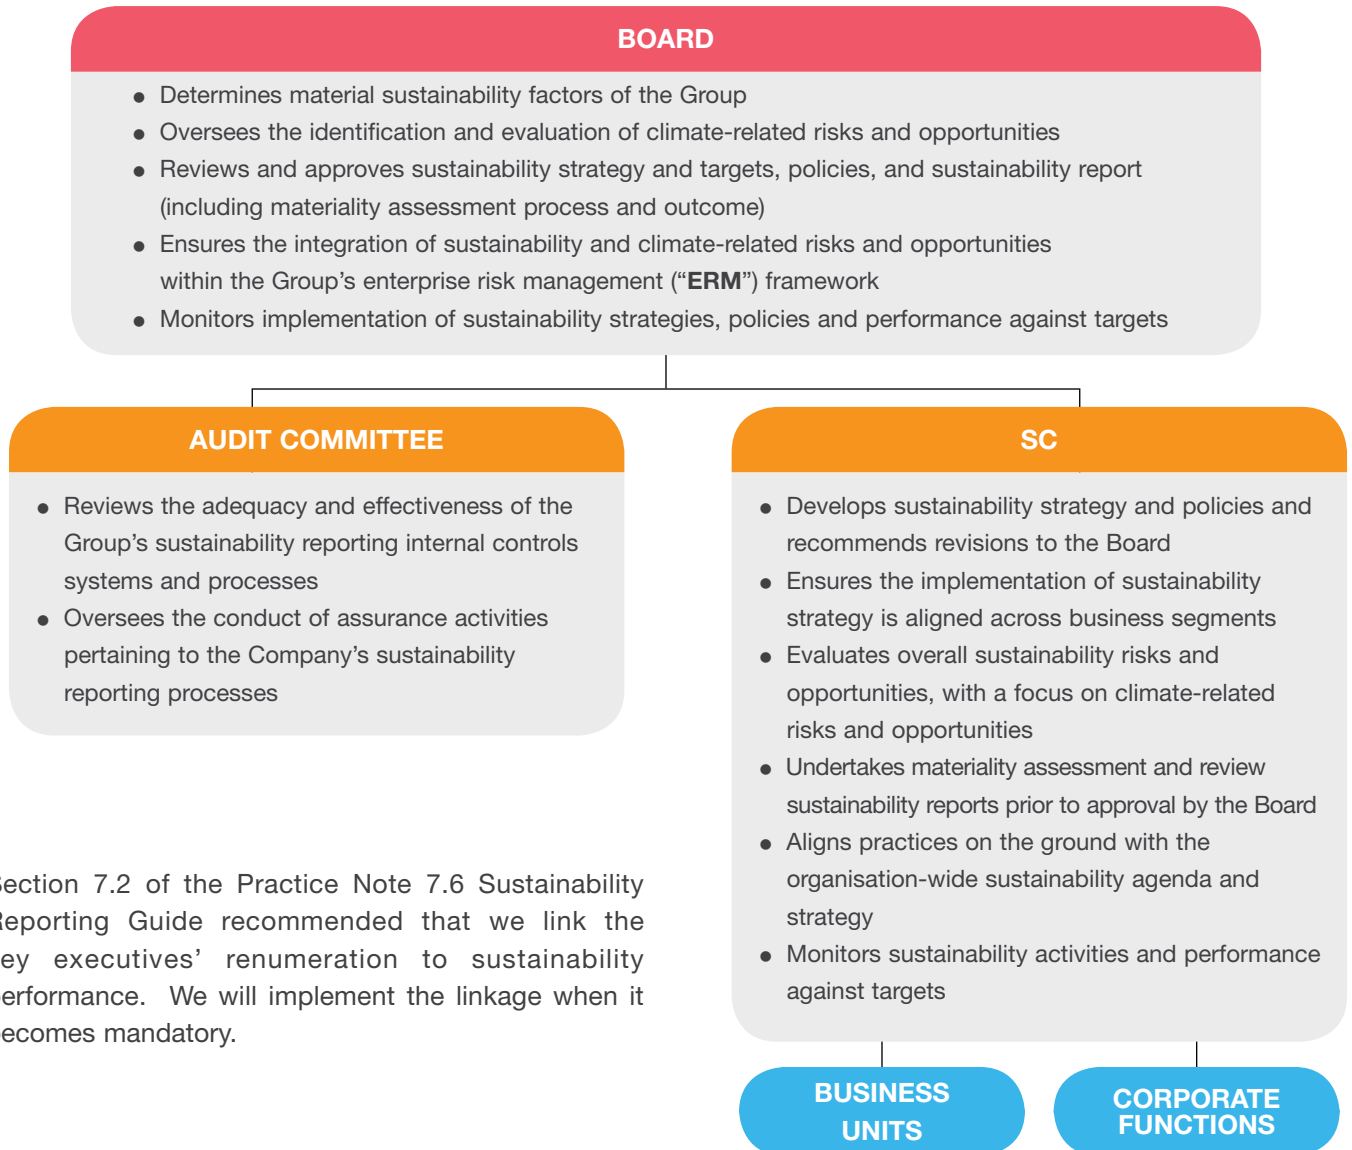 BOARD
● Determines material sustainability factors of the Group
● Oversees the identification and evaluation of climate-related risks and opportunities
● Reviews and approves sustainability strategy and targets, policies, and sustainability report
(including materiality assessment process and outcome)
● Ensures the integration of sustainability and climate-related risks and opportunities
within the Group's enterprise risk management (“ERM”) framework
● Monitors implementation of sustainability strategies, policies and performance against targets
AUDIT COMMITTEE
● Reviews the adequacy and effectiveness of the
Group's sustainability reporting internal controls
systems and processes
● Oversees the conduct of assurance activities
pertaining to the Company's sustainability
reporting processes
SC
● Develops sustainability strategy and policies and
recommends revisions to the Board
● Ensures the implementation of sustainability
strategy is aligned across business segments
● Evaluates overall sustainability risks and
opportunities, with a focus on climate-related
risks and opportunities
● Undertakes materiality assessment and review
sustainability reports prior to approval by the Board
● Aligns practices on the ground with the
organisation-wide sustainability agenda and
strategy
● Monitors sustainability activities and performance
against targets
Section 7.2 of the Practice Note 7.6 Sustainability
Reporting Guide recommended that we link the
ey executives' renumeration to sustainability
performance. We will implement the linkage when it
becomes mandatory.
BUSINESS
UNITS
CORPORATE
FUNCTIONS